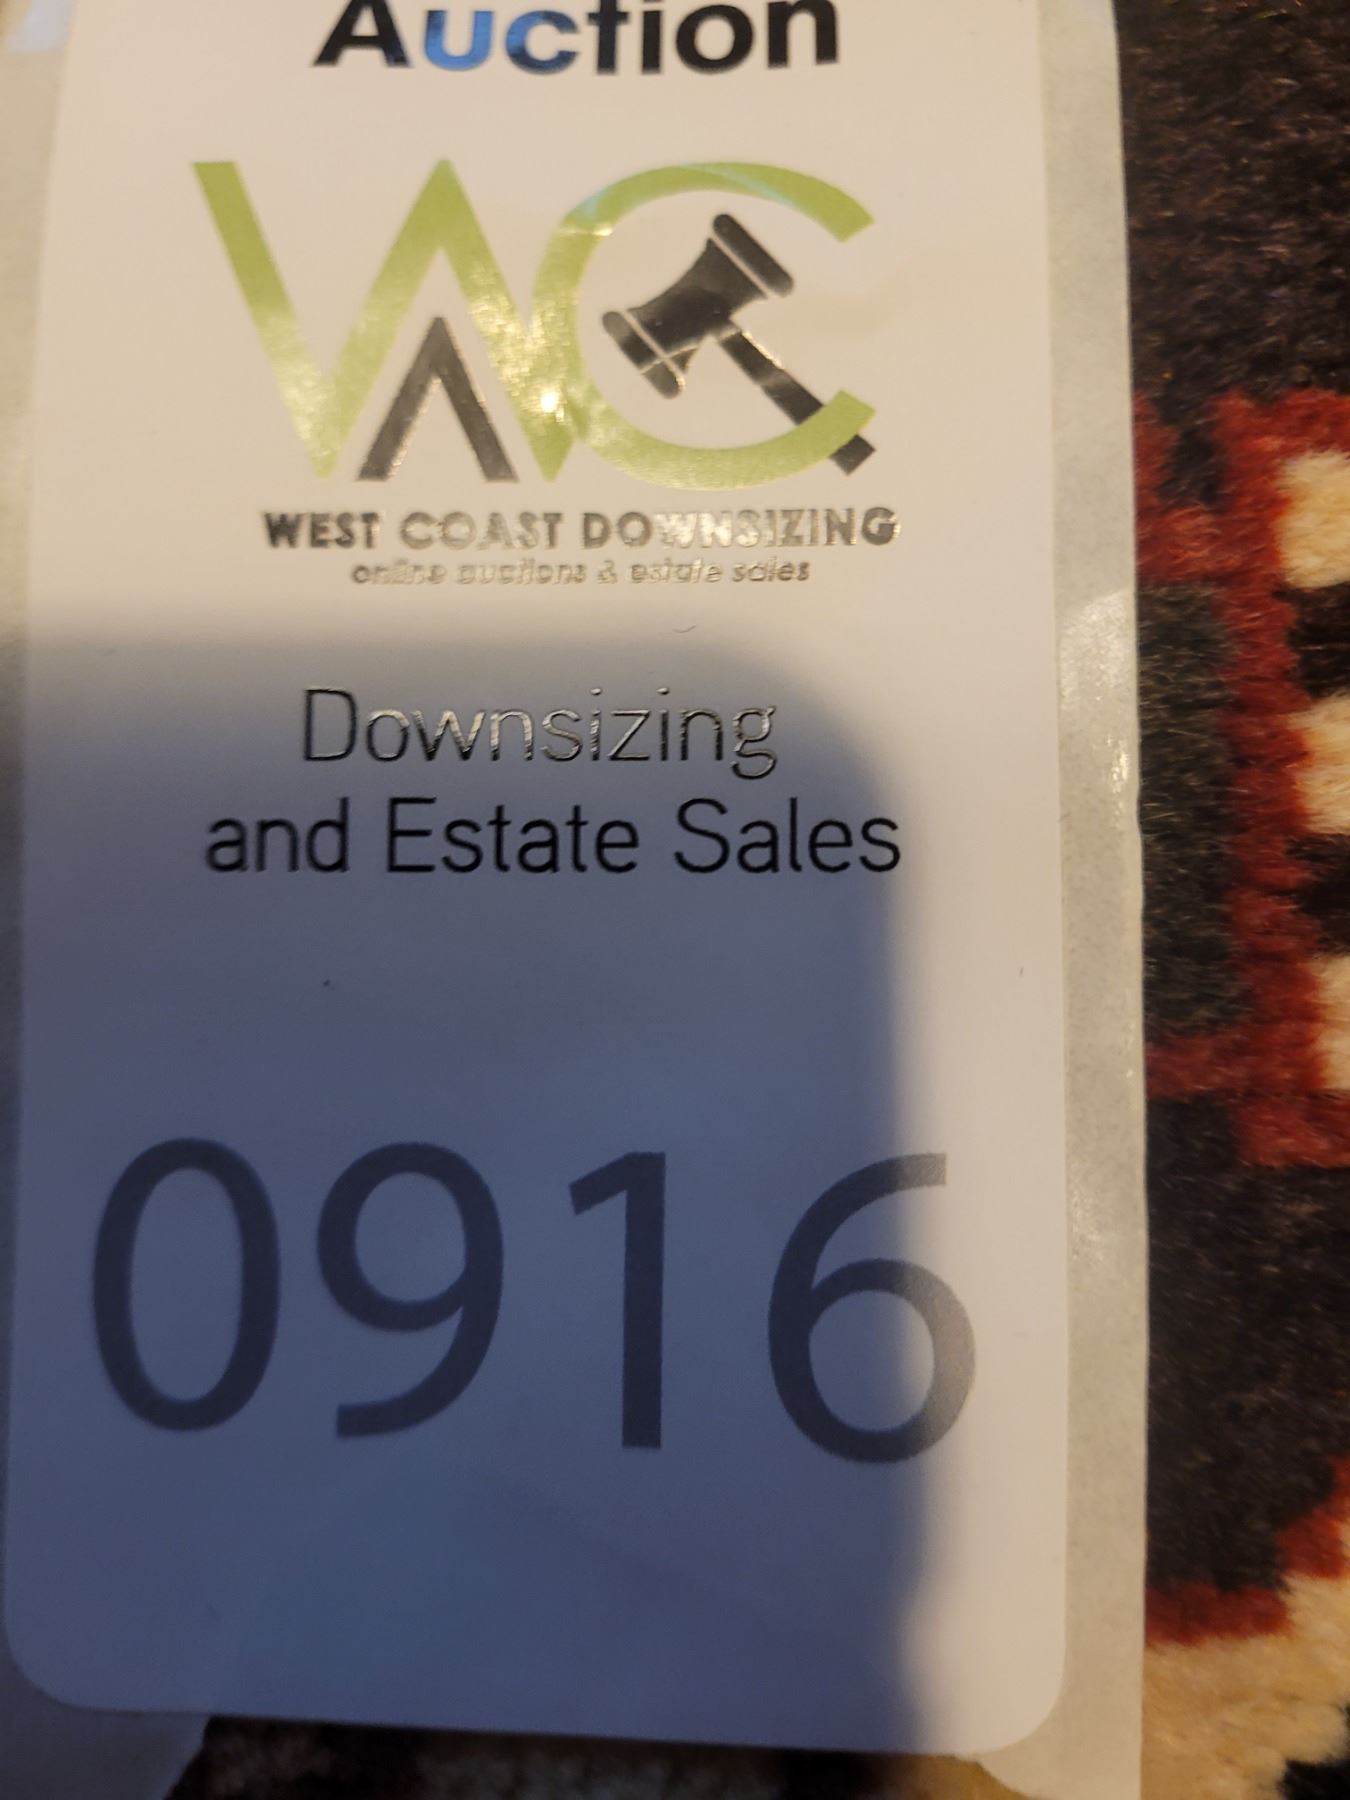 Auction
WAC
WEST COAST DOWNSIZING
online auctions & estate sales
Downsizing
and Estate Sales
0916